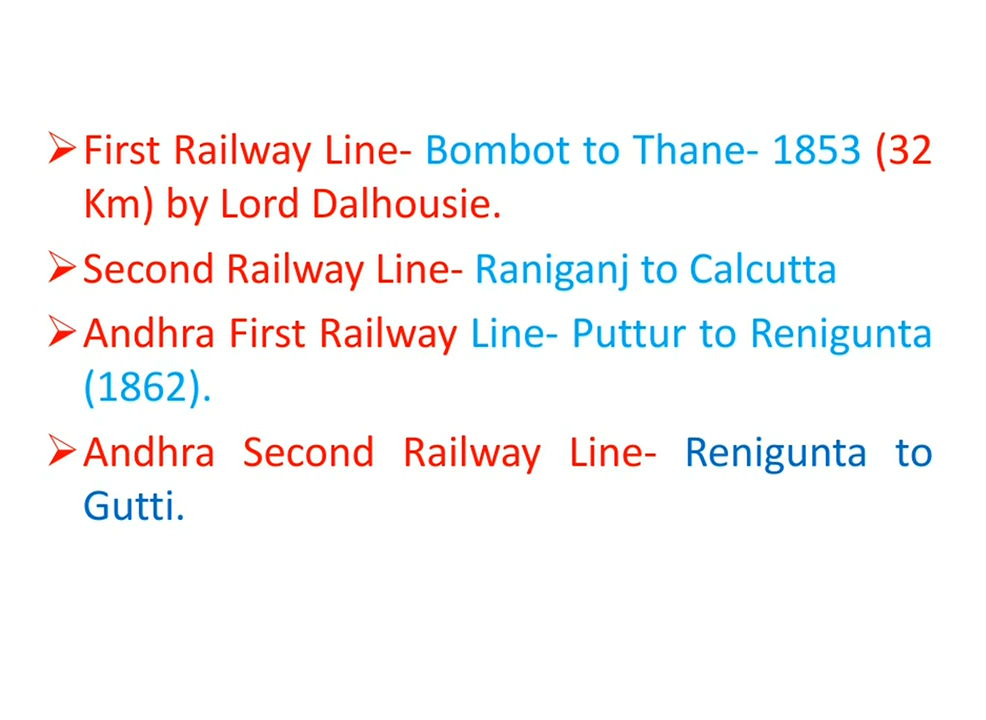 ➢First Railway Line- Bombot to Thane- 1853 (32
Km) by Lord Dalhousie.
➢Second Railway Line- Raniganj to Calcutta
➢Andhra First Railway Line- Puttur to Renigunta
(1862).
➢Andhra Second Railway Line- Renigunta to
Gutti.